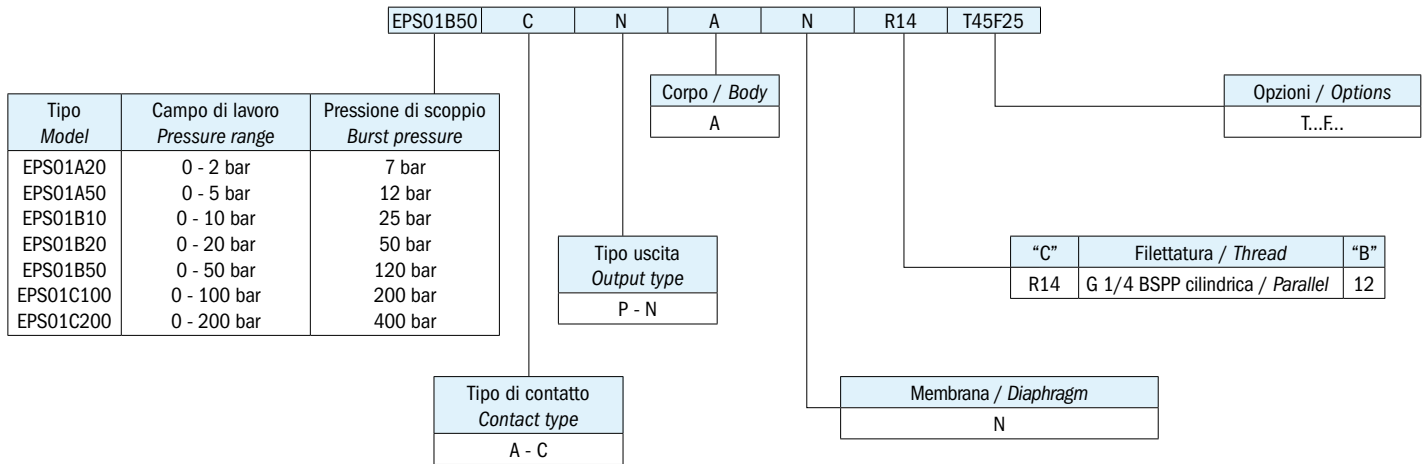 EPS01B50 C N A N R14 T45F25
Tipo Campo di lavoro Pressione di scoppio
Model Pressure range Burst pressure
EPS01A20 0 - 2 bar 7 bar
EPS01A50 0 - 5 bar 12 bar
EPS01B10 0 - 10 bar 25 bar
EPS01B20 0 - 20 bar 50 bar
EPS01B50 0 - 50 bar 120 bar
EPS01C100 0 - 100 bar 200 bar
EPS01C200 0 - 200 bar 400 bar
Corpo / Body
A
Opzioni / Options
T...F...
Tipo uscita
Output type
P - N
“C” Filettatura / Thread “B”
R14 G 1/4 BSPP cilindrica / Parallel 12
Tipo di contatto
Contact type
A - C
Membrana / Diaphragm
N